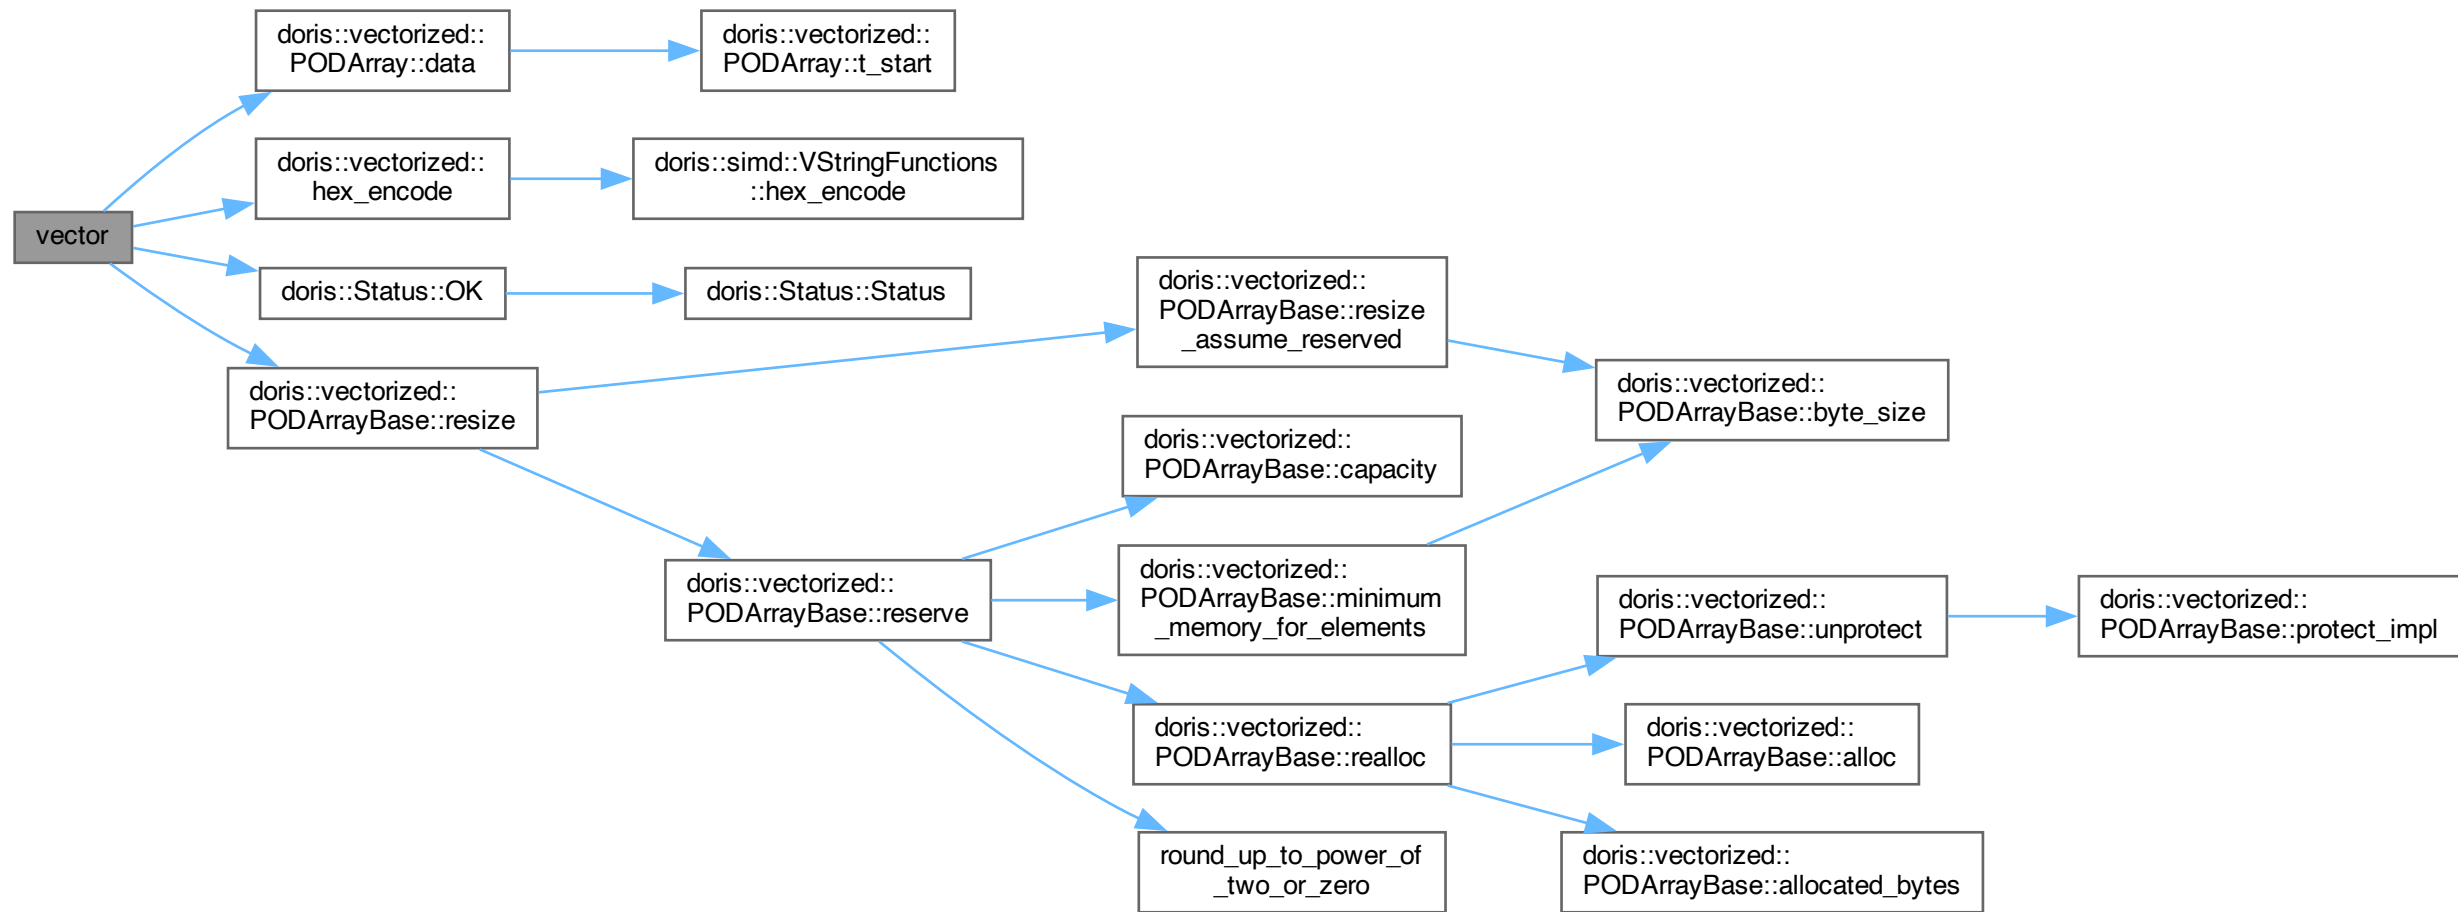 doris::vectorized::
PODArray::data
doris::vectorized::
PODArray::t_start
doris::vectorized::
hex_encode
doris::simd::VStringFunctions
::hex_encode
vector
doris::Status::OK
doris::Status::Status
doris::vectorized::
PODArrayBase::resize
_assume_reserved
doris::vectorized::
PODArrayBase::resize
doris::vectorized::
PODArrayBase::byte_size
doris::vectorized::
PODArrayBase::capacity
doris::vectorized::
PODArrayBase::reserve
doris::vectorized::
PODArrayBase::minimum
_memory_for_elements
doris::vectorized::
PODArrayBase::unprotect
doris::vectorized::
PODArrayBase::protect_impl
doris::vectorized::
PODArrayBase::realloc
doris::vectorized::
PODArrayBase::alloc
round_up_to_power_of
_two_or_zero
doris::vectorized::
PODArrayBase::allocated_bytes